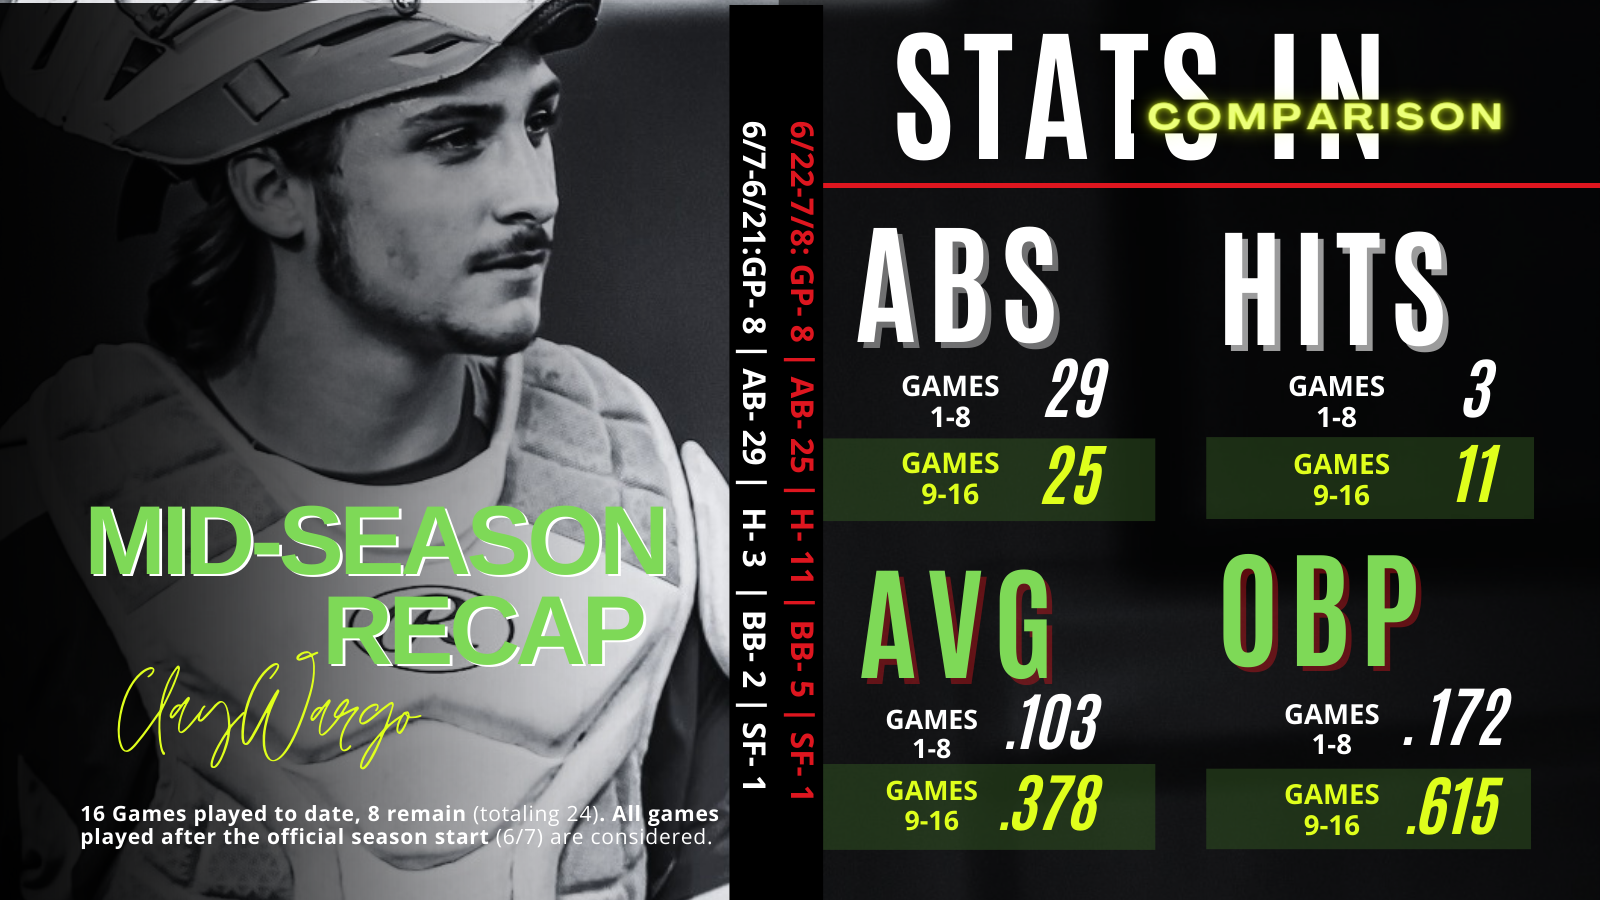 STATS IN
COMPARISON
MID-SEASON
RECAP
Clay Wargo
16 Games played to date, 8 remain (totaling 24). All games
played after the official season start (6/7) are considered.
6/7-6/21:GP- 8 | AB- 29 | H- 3 | BB- 2 | SF- 1
6/22-7/8: GP- 8 | AB- 25 | H- 11 | BB- 5 | SF- 1
ABS
GAMES
1-8
29
GAMES
9-16
25
HITS
GAMES
1-8
3
GAMES
9-16
11
AVG
GAMES
1-8
.103
GAMES
9-16
.378
OBP
GAMES
1-8
.172
GAMES
9-16
.615